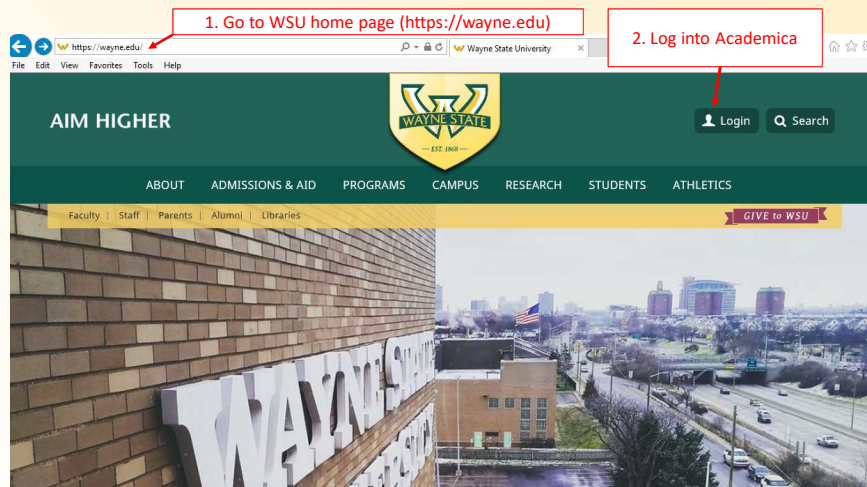 1. Go to WSU home page (https://wayne.edu)
2. Log into Academica
https://wayne.edu/
Wayne State University
File Edit View Favorites Tools Help
AIM HIGHER
WAYNE STATE
— EST. 1868 —
Login
Search
ABOUT ADMISSIONS & AID PROGRAMS CAMPUS RESEARCH STUDENTS ATHLETICS
Faculty | Staff | Parents | Alumni | Libraries
GIVE to WSU
WAYNE STATE